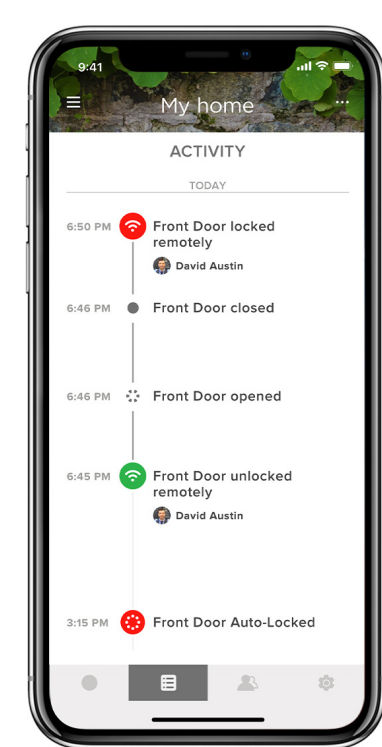 9:41
My home
ACTIVITY
TODAY
6:50 PM Front Door locked
remotely
David Austin
6:46 PM Front Door closed
6:46 PM Front Door opened
6:45 PM Front Door unlocked
remotely
David Austin
3:15 PM Front Door Auto-Locked